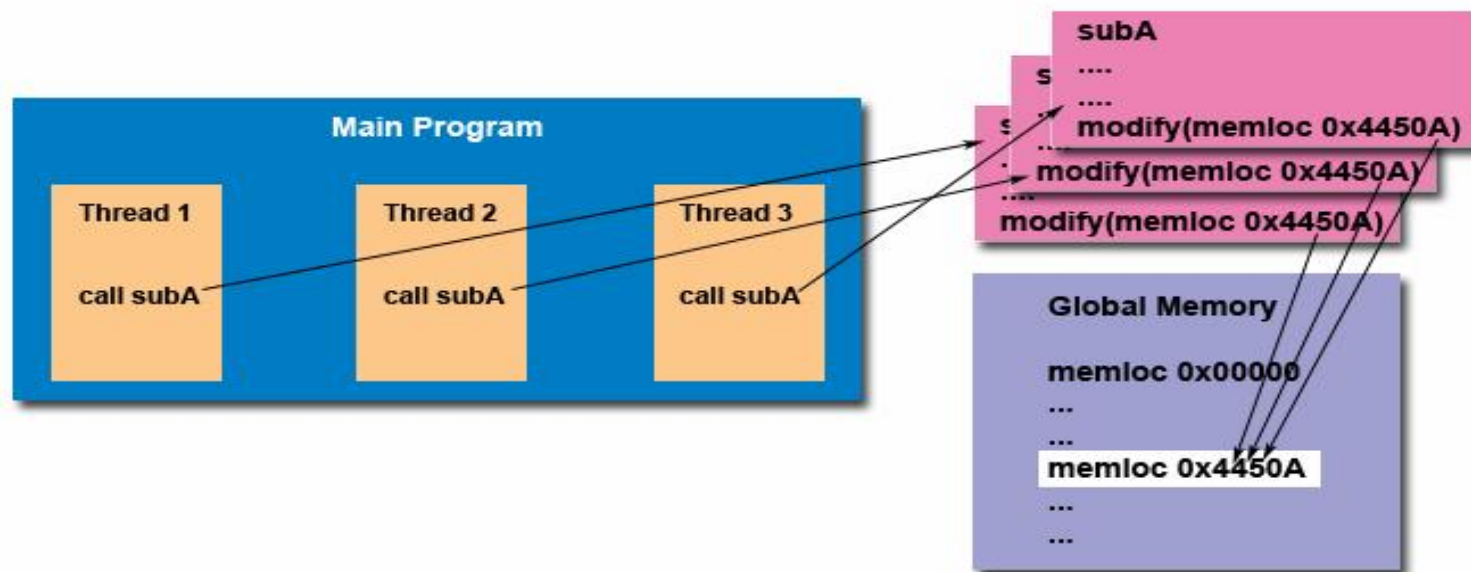 Main Program
Thread 1
call subA
Thread 2
call subA
Thread 3
call subA
subA
....
....
modify(memloc 0x4450A)
s
....
modify(memloc 0x4450A)
s
....
modify(memloc 0x4450A)
Global Memory
memloc 0x00000
...
...
memloc 0x4450A
...
...